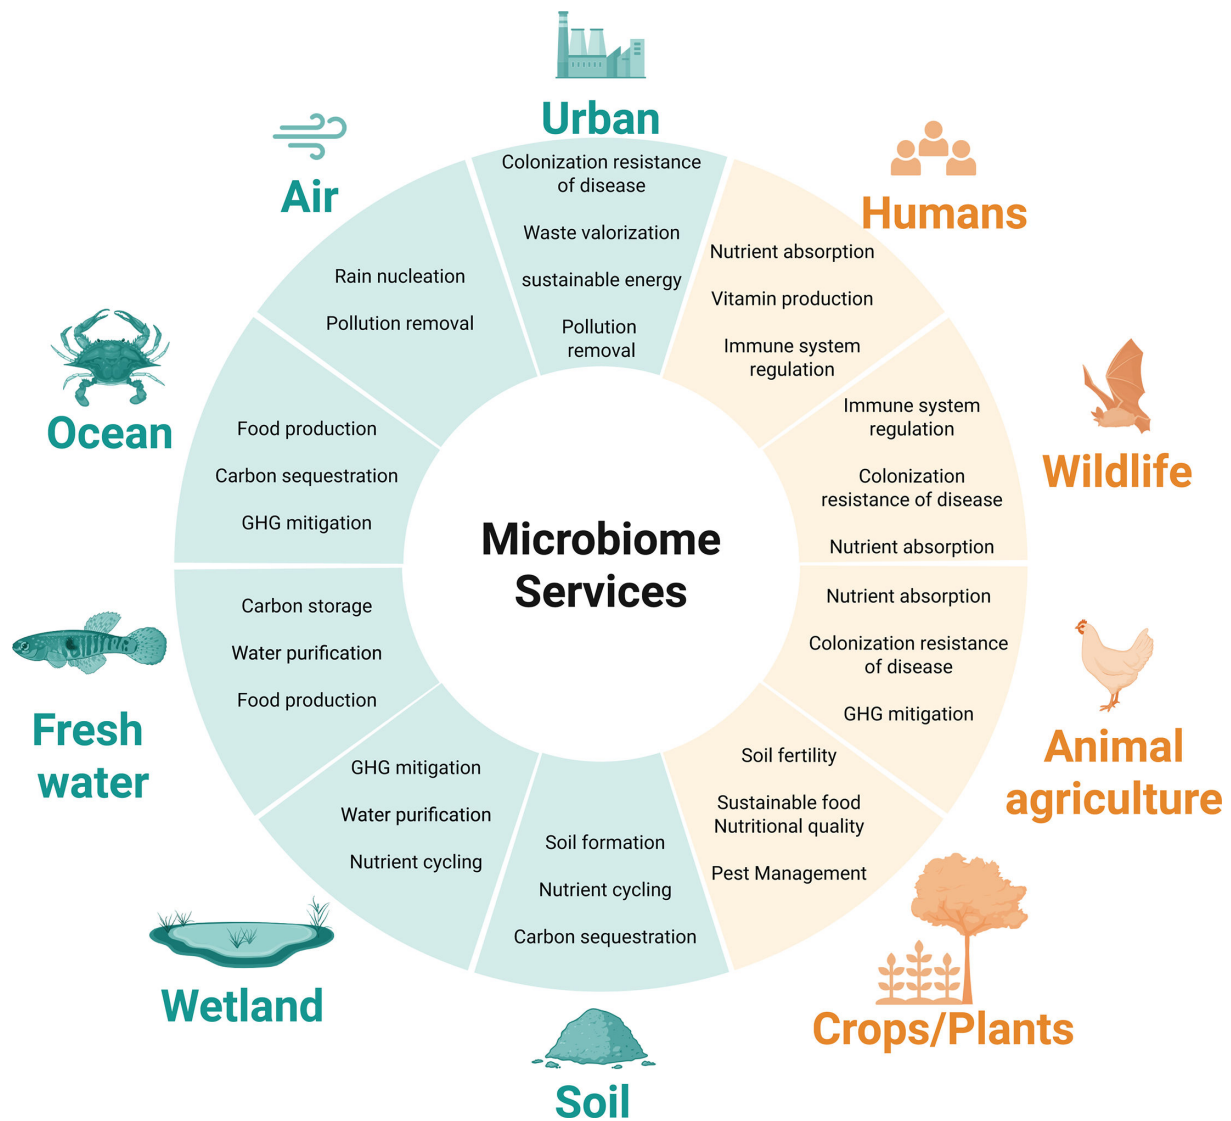 Urban
Colonization resistance
of disease
Waste valorization
sustainable energy
Pollution
removal
Humans
Nutrient absorption
Vitamin production
Immune system
regulation
Wildlife
Immune system
regulation
Colonization
resistance of disease
Nutrient absorption
Animal
agriculture
Nutrient absorption
Colonization resistance
of disease
GHG mitigation
Crops/Plants
Soil fertility
Sustainable food
Nutritional quality
Pest Management
Soil
Soil formation
Nutrient cycling
Carbon sequestration
Wetland
GHG mitigation
Water purification
Nutrient cycling
Fresh
water
Carbon storage
Water purification
Food production
Ocean
Food production
Carbon sequestration
GHG mitigation
Air
Rain nucleation
Pollution removal
Microbiome
Services